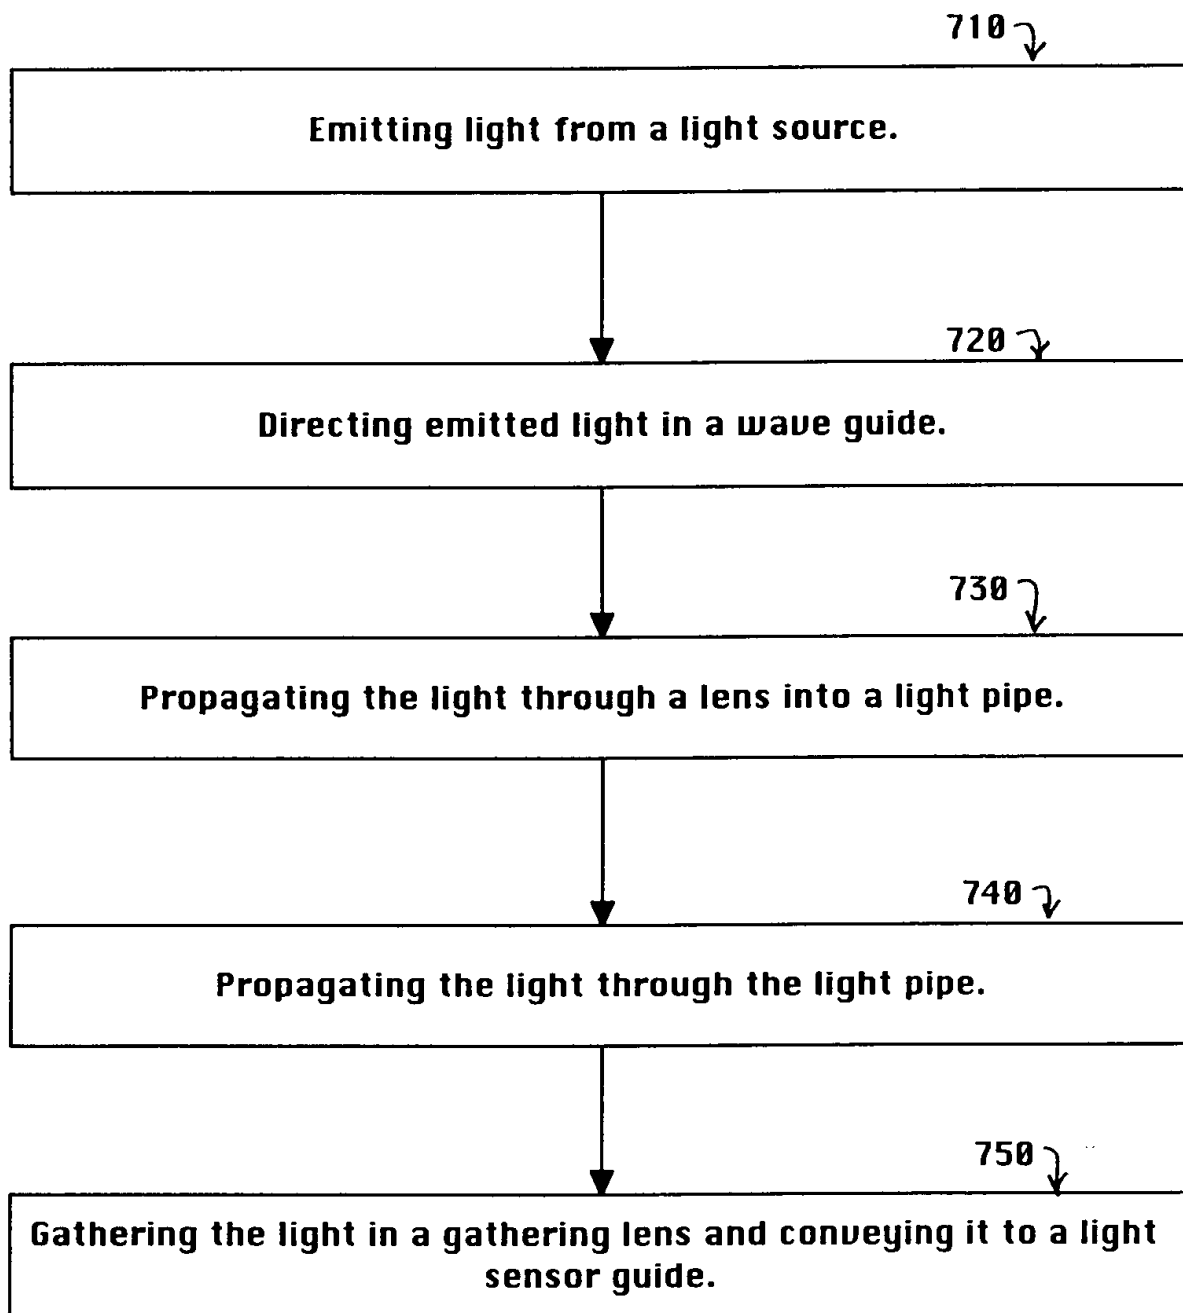 710
Emitting light from a light source.
720
Directing emitted light in a wave guide.
730
Propagating the light through a lens into a light pipe.
740
Propagating the light through the light pipe.
750
Gathering the light in a gathering lens and conveying it to a light
sensor guide.